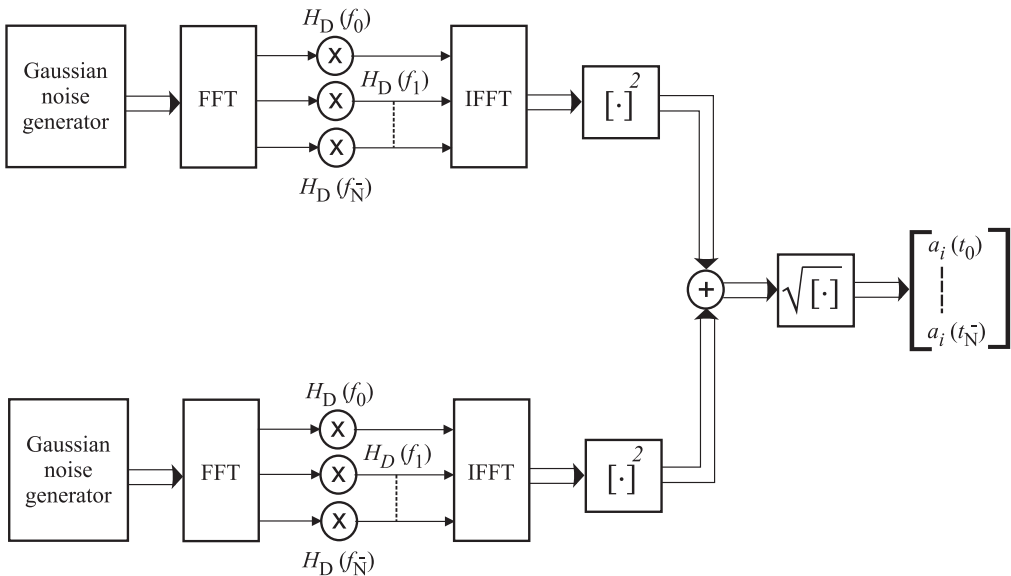 H_D (f_0)
Gaussian
noise
generator
FFT
X
H_D (f_1)
X
X
H_D (f_N̄)
IFFT
[·]^2
+
√[·]
a_i (t_0)
a_i (t_N̄)
H_D (f_0)
Gaussian
noise
generator
FFT
X
H_D (f_1)
X
X
H_D (f_N̄)
IFFT
[·]^2